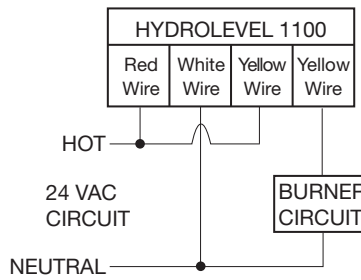 HYDROLEVEL 1100
Red Wire
White Wire
Yellow Wire
Yellow Wire
HOT
24 VAC
CIRCUIT
BURNER
CIRCUIT
NEUTRAL